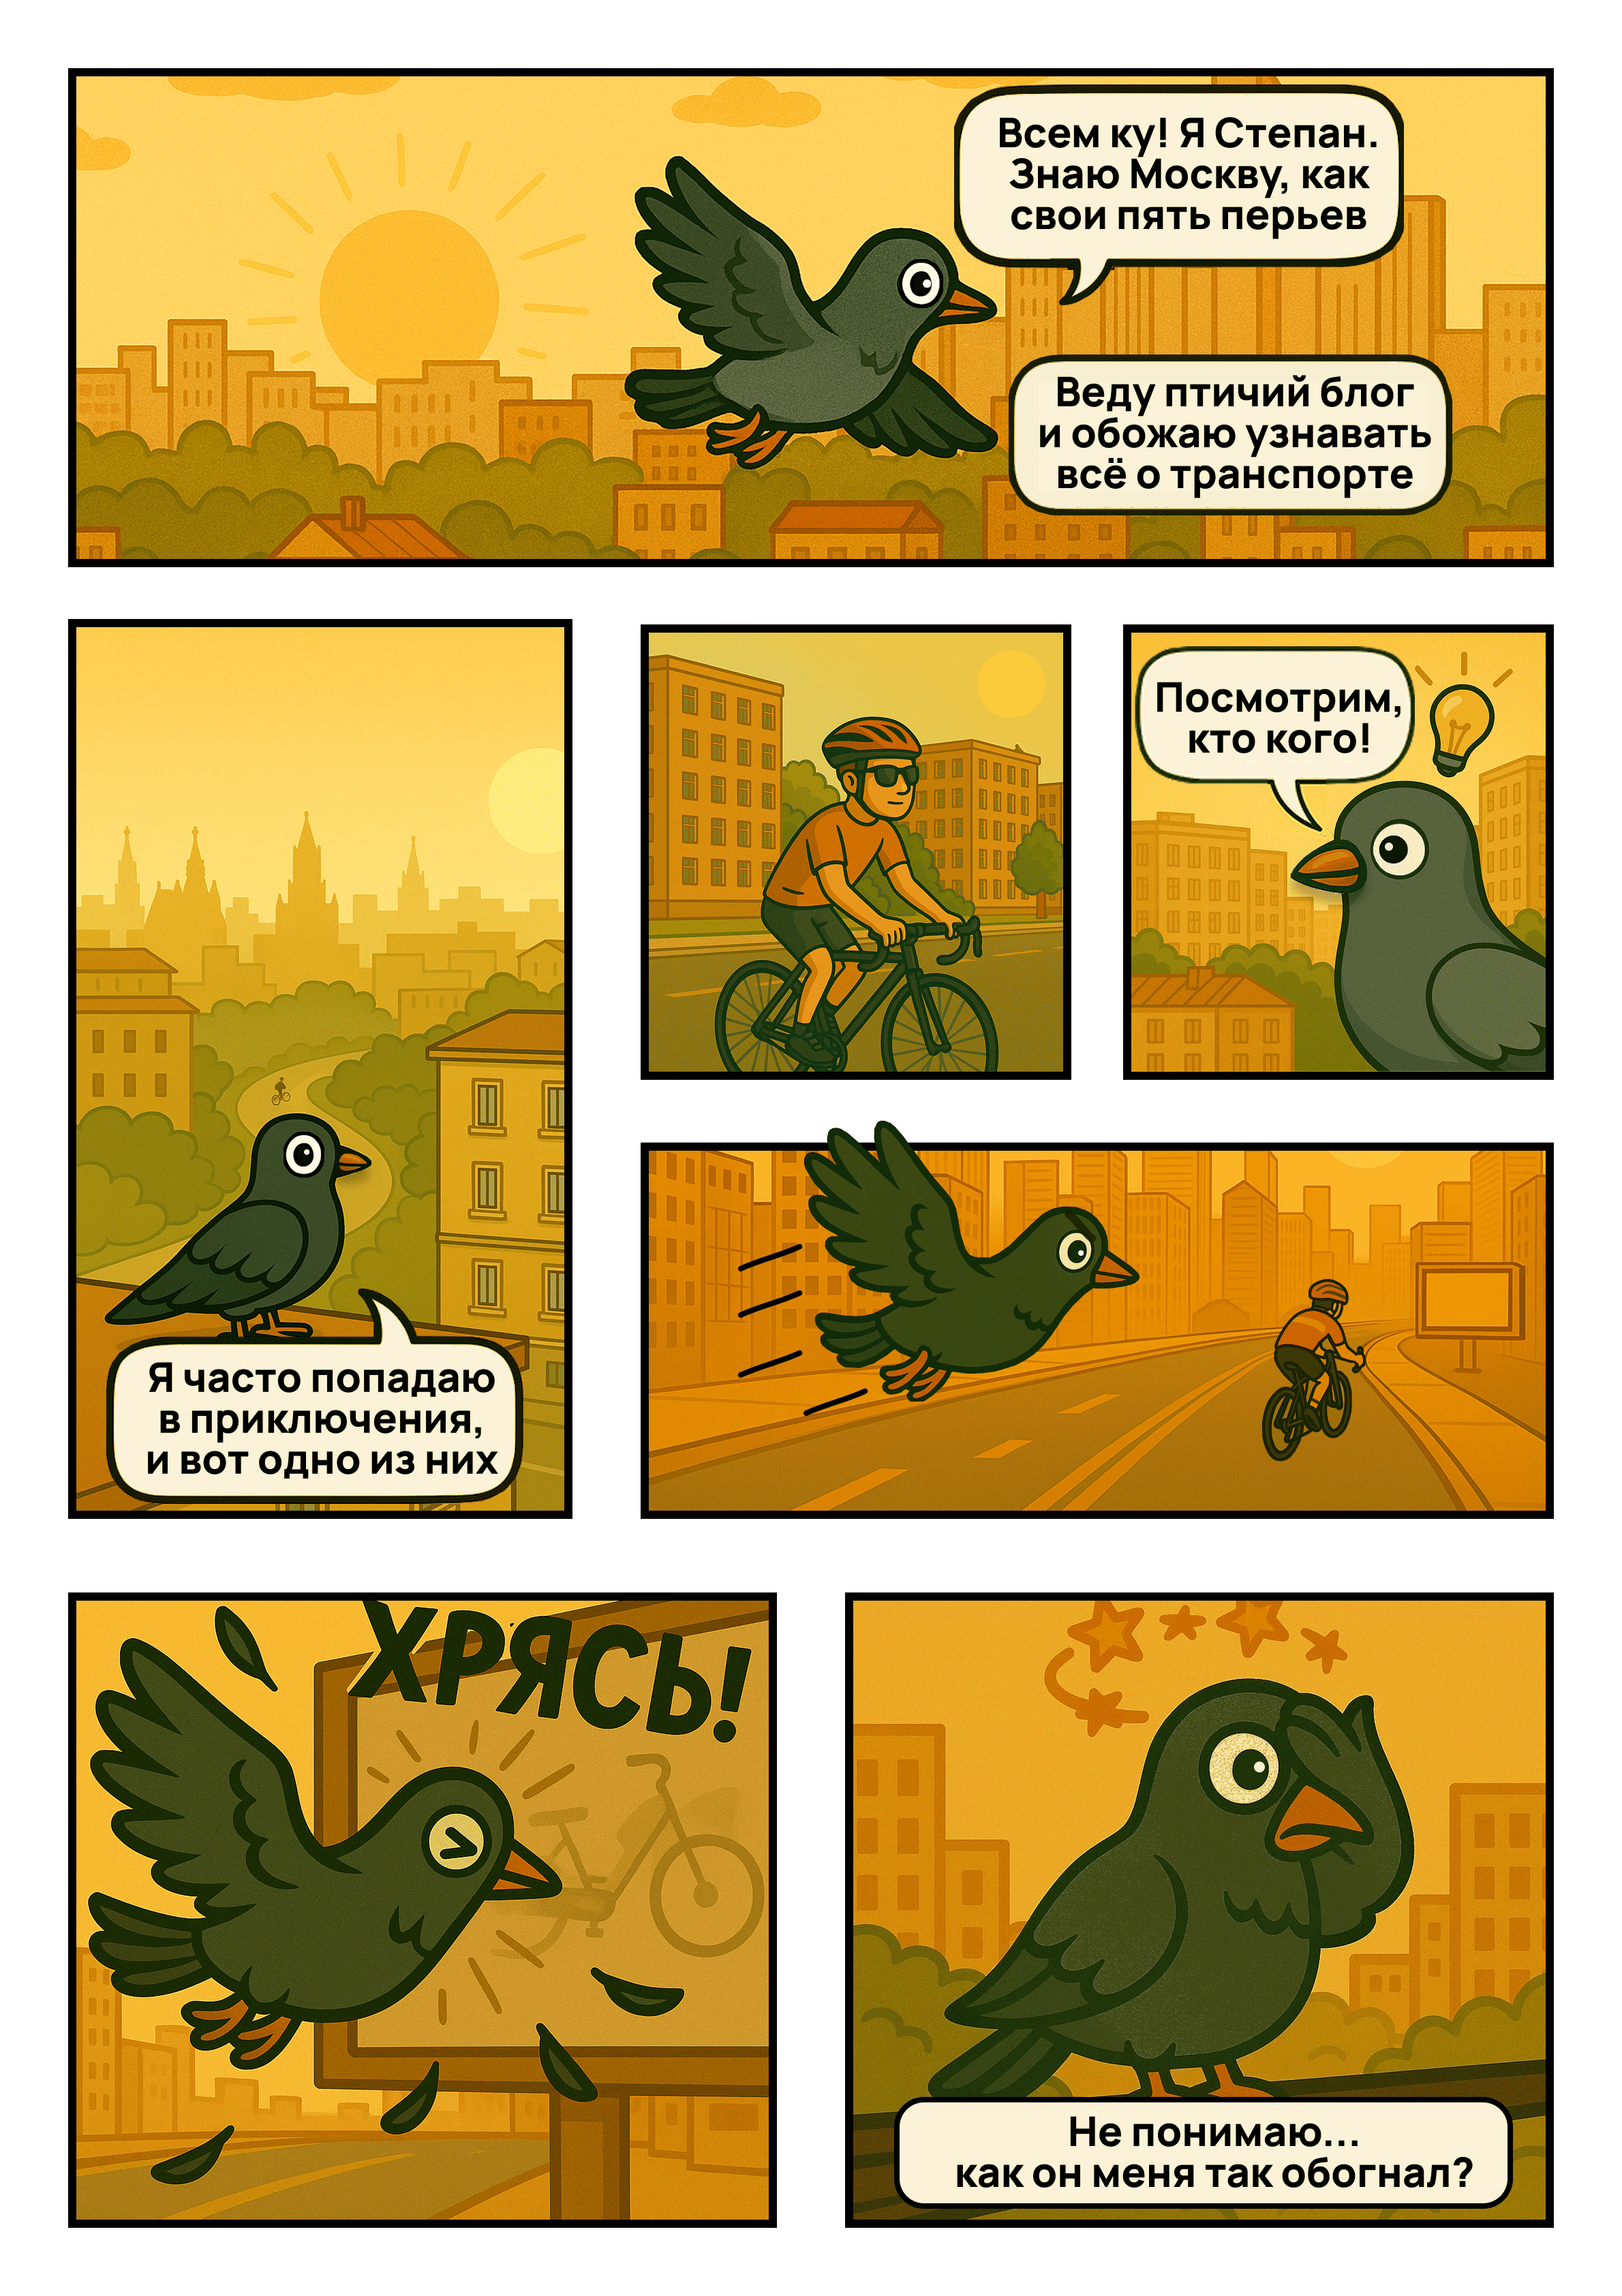 Всем ку! Я Степан.
Знаю Москву, как
свои пять перьев
Веду птичий блог
и обожаю узнавать
всё о транспорте
Я часто попадаю
в приключения,
и вот одно из них
Посмотрим,
кто кого!
ХРЯСЬ!
Не понимаю...
как он меня так обогнал?